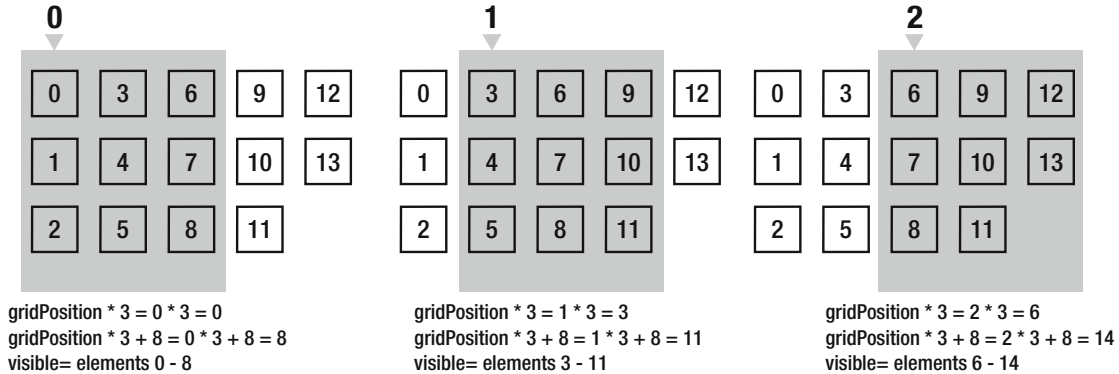 0 1 2
0 3 6 9 12 0 3 6 9 12 0 3 6 9 12
1 4 7 10 13 1 4 7 10 13 1 4 7 10 13
2 5 8 11 2 5 8 11 2 5 8 11
gridPosition * 3 = 0 * 3 = 0 gridPosition * 3 = 1 * 3 = 3 gridPosition * 3 = 2 * 3 = 6
gridPosition * 3 + 8 = 0 * 3 + 8 = 8 gridPosition * 3 + 8 = 1 * 3 + 8 = 11 gridPosition * 3 + 8 = 2 * 3 + 8 = 14
visible= elements 0 - 8 visible= elements 3 - 11 visible= elements 6 - 14